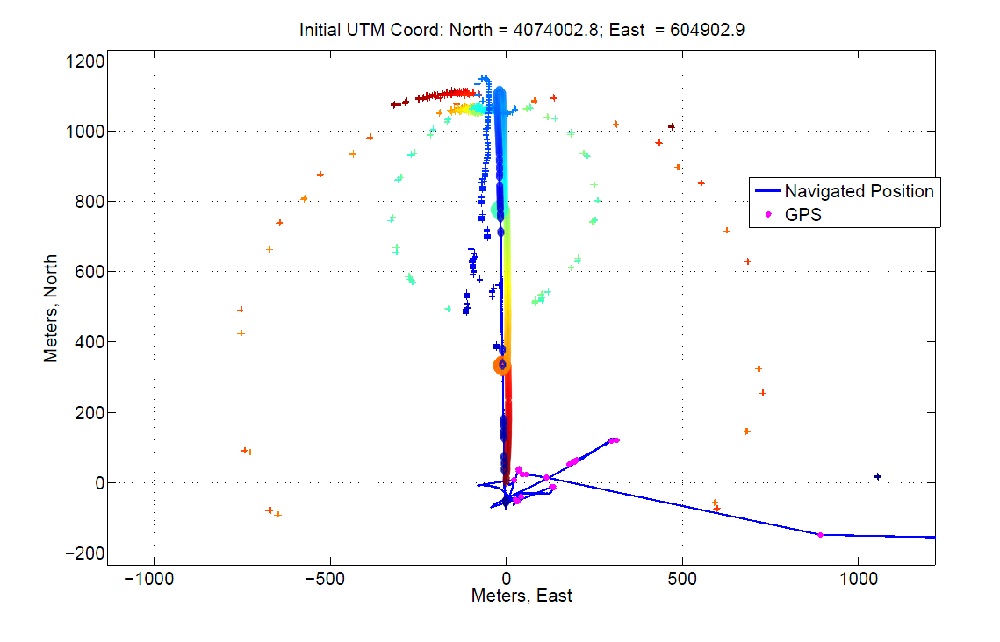 Initial UTM Coord: North = 4074002.8; East = 604902.9
1200
1000
800
600
400
200
0
−200
Meters, North
Navigated Position
GPS
−1000
−500
0
500
1000
Meters, East